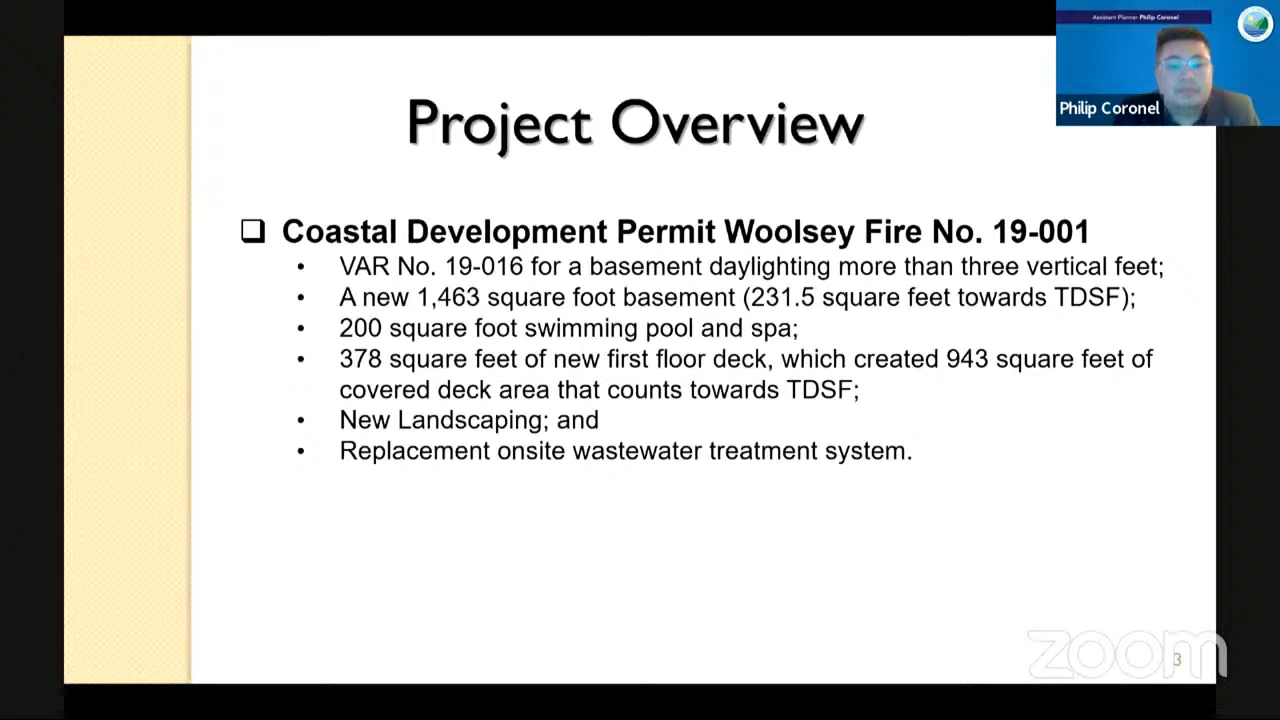 Assistant Planner Philip Coronel
Philip Coronel
Project Overview
❑ Coastal Development Permit Woolsey Fire No. 19-001
• VAR No. 19-016 for a basement daylighting more than three vertical feet;
• A new 1,463 square foot basement (231.5 square feet towards TDSF);
• 200 square foot swimming pool and spa;
• 378 square feet of new first floor deck, which created 943 square feet of
covered deck area that counts towards TDSF;
• New Landscaping; and
• Replacement onsite wastewater treatment system.
zoom
3